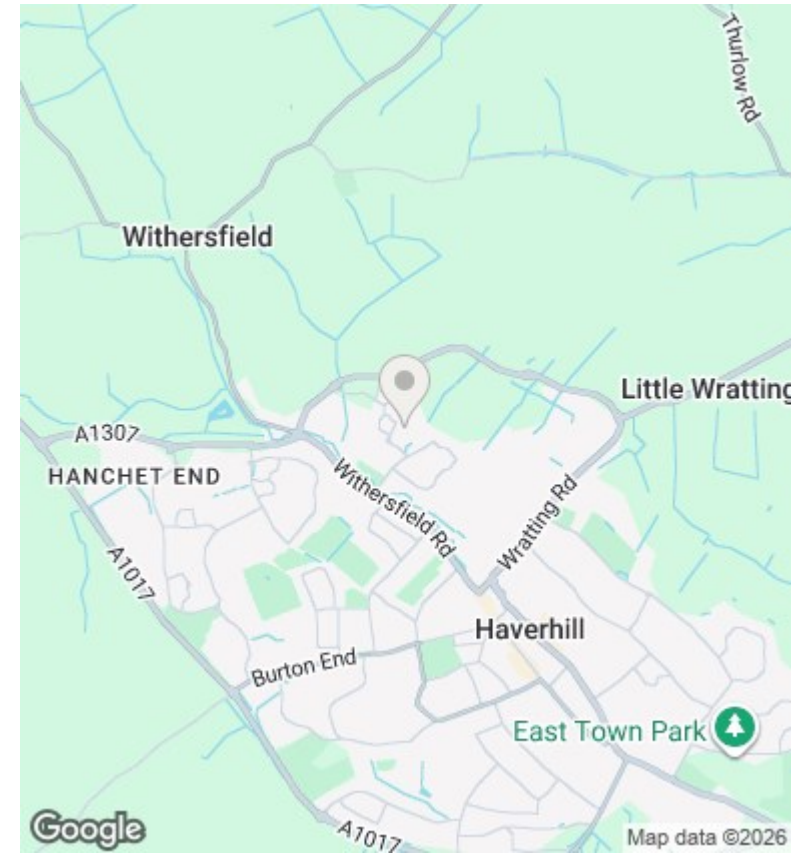 Thurlow Rd
Withersfield
Little Wratting
A1307
HANCHET END
Withersfield Rd
Wratting Rd
A1017
Haverhill
Burton End
East Town Park
A1017
Google
Map data ©2026